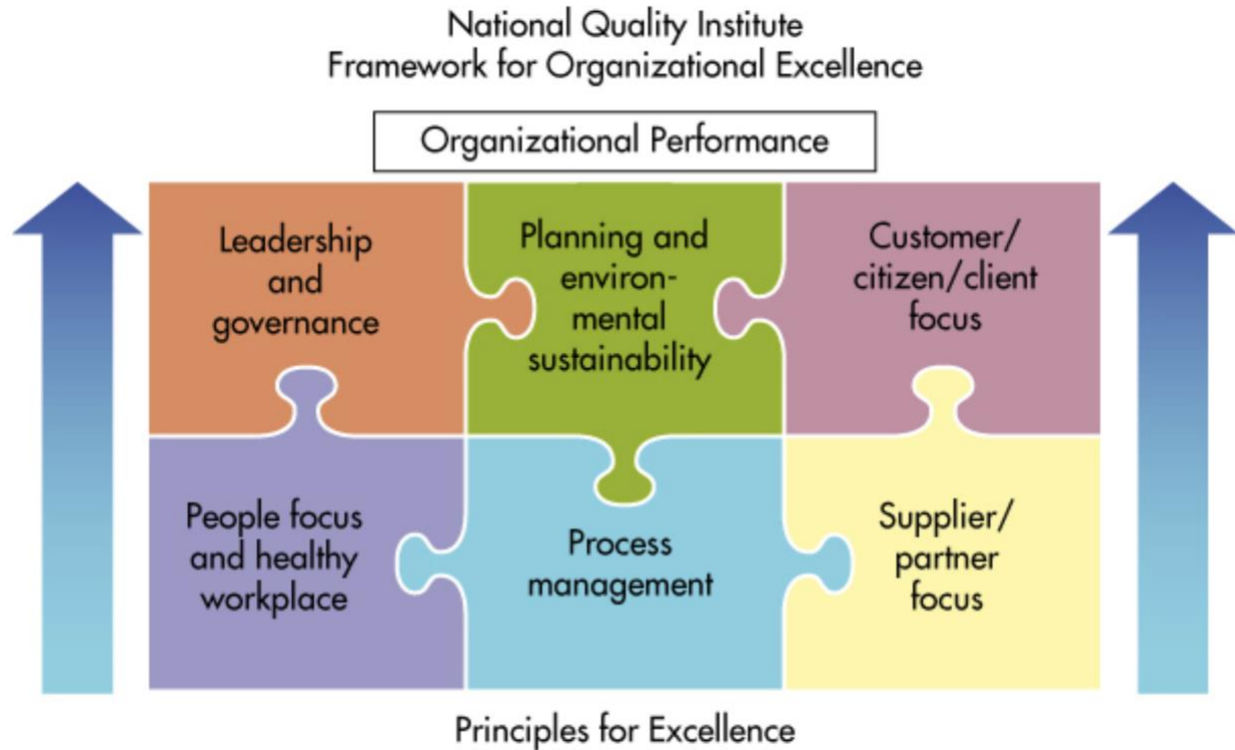 National Quality Institute
Framework for Organizational Excellence
Organizational Performance
Leadership
and
governance
Planning and
environ-
mental
sustainability
Customer/
citizen/client
focus
People focus
and healthy
workplace
Process
management
Supplier/
partner
focus
Principles for Excellence